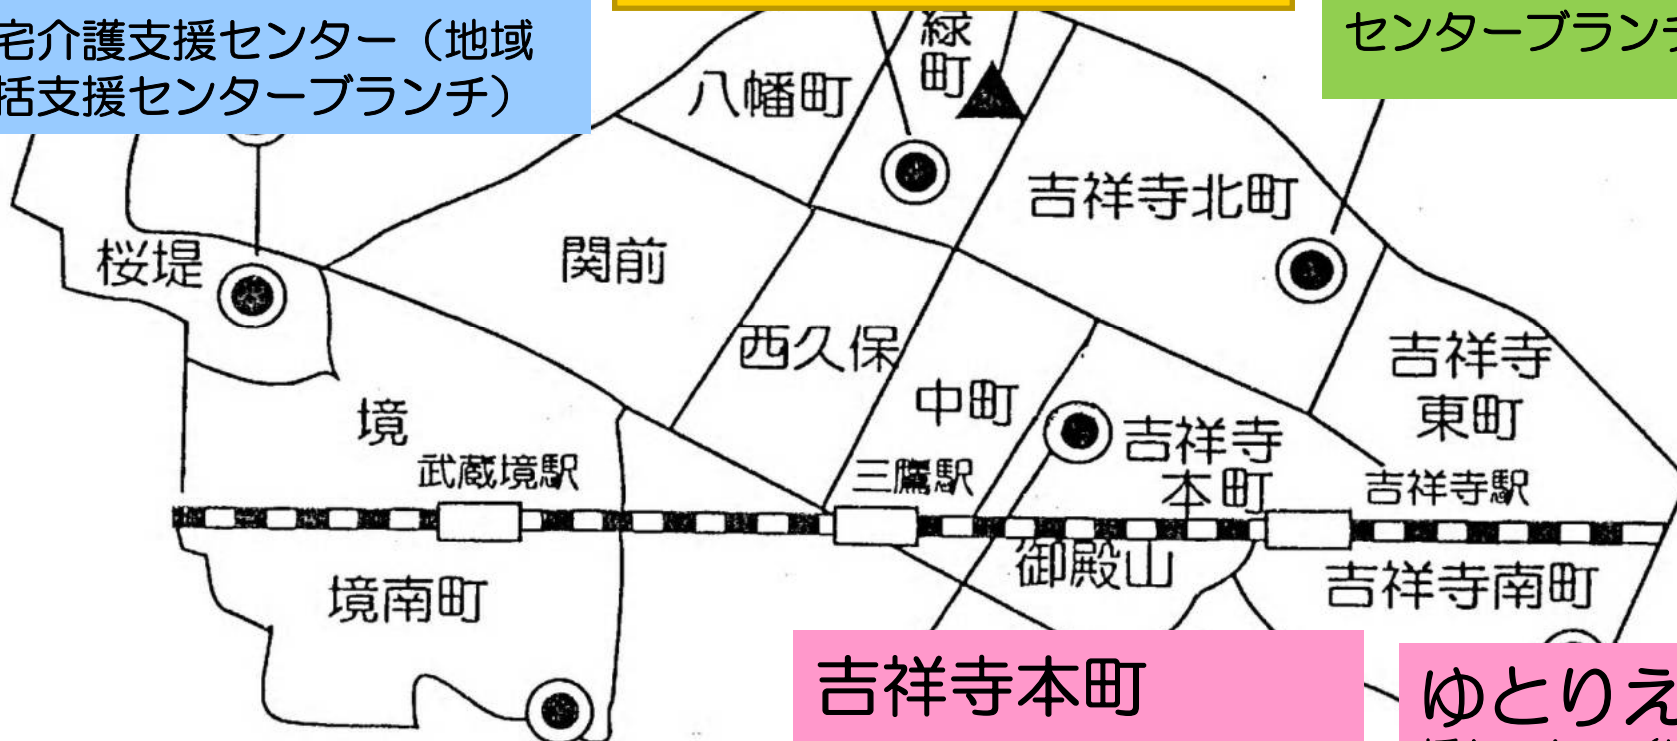 宅介護支援センター（地域
括支援センターブランチ）
センターブランチ
緑
町
八幡町
吉祥寺北町
桜堤
関前
西久保
吉祥寺
東町
中町
境
吉祥寺
本町
武蔵境駅
三鷹駅
吉祥寺駅
御殿山
境南町
吉祥寺南町
吉祥寺本町
ゆとりえ